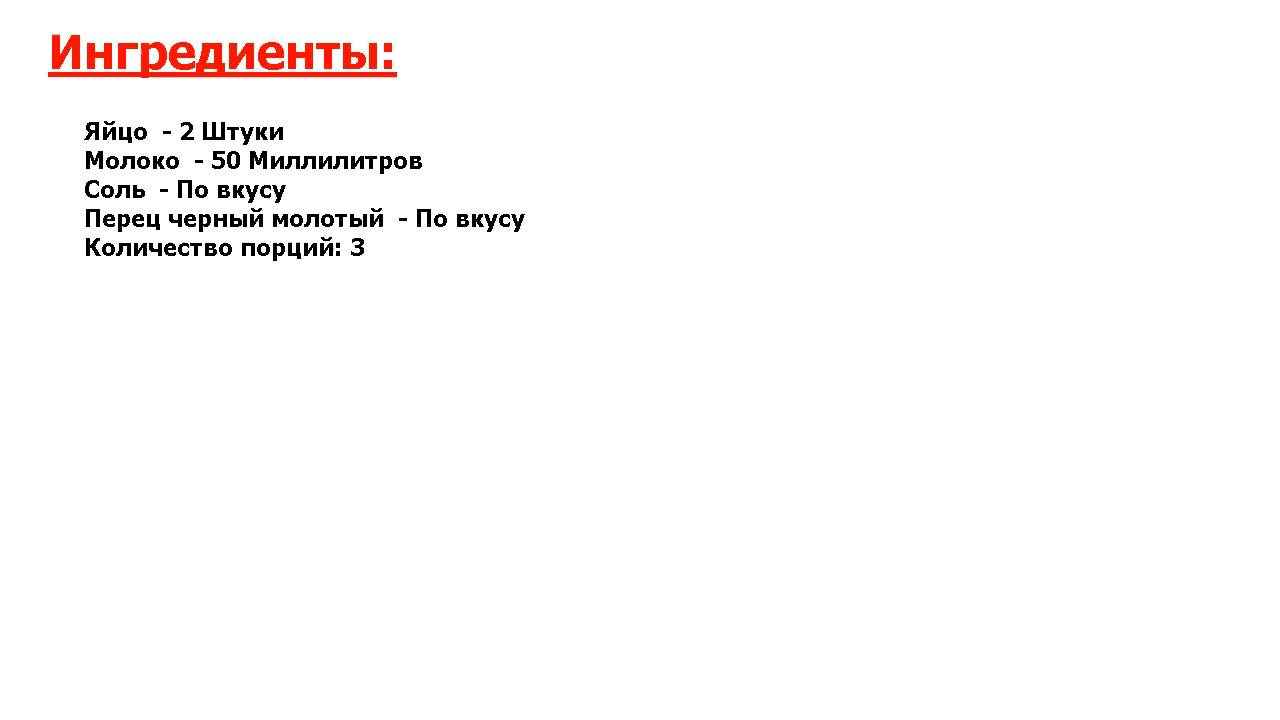 Ингредиенты:
Яйцо  - 2 Штуки
Молоко  - 50 Миллилитров
Соль  - По вкусу
Перец черный молотый  - По вкусу
Количество порций: 3